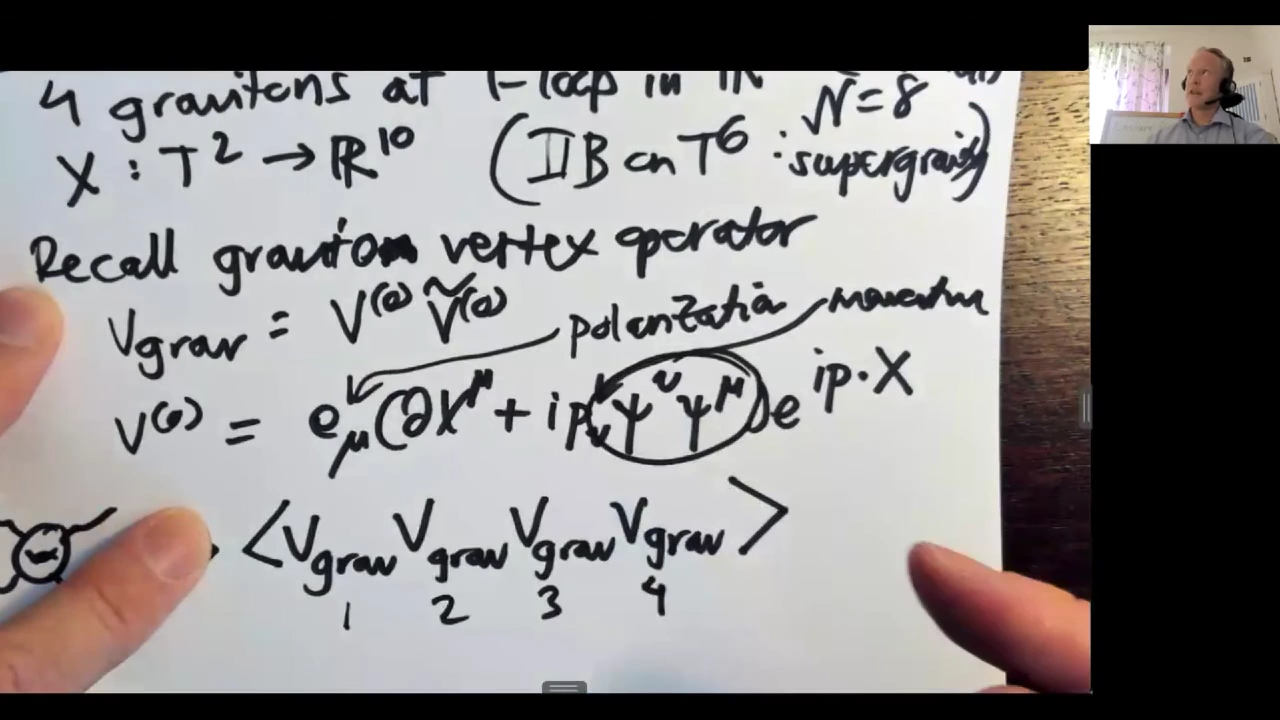 4 gravitons at 1-loop in R
N=8
X : T² → R¹⁰ (IIB on T⁶ : supergravity)
Recall graviton vertex operator
V_grav = V⁽⁰⁾ Ṽ⁽⁰⁾ polarization momentum
V⁽⁰⁾ = e_μ(∂X^μ + ip_ν ψ^ν ψ^μ)e^{ip·X}
<V_grav V_grav V_grav V_grav>
1 2 3 4